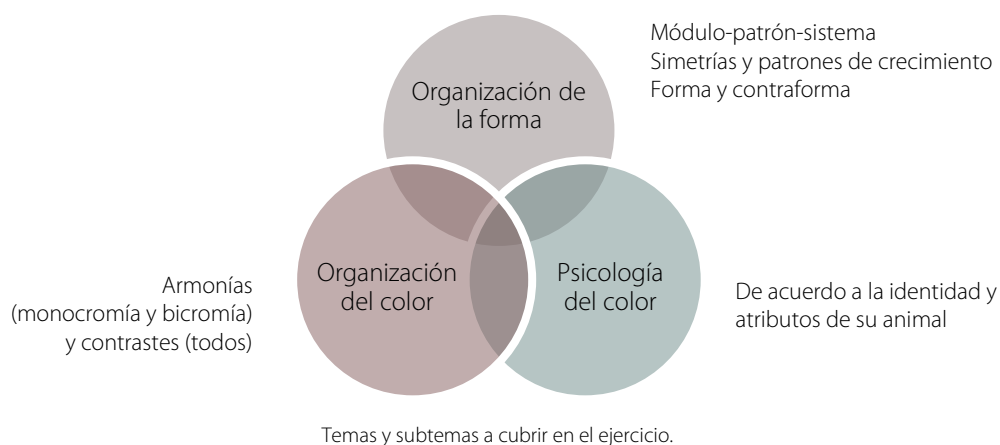 Módulo-patrón-sistema
Simetrías y patrones de crecimiento
Forma y contraforma
Organización de
la forma
Organización
del color
Psicología
del color
Armonías
(monocromía y bicromía)
y contrastes (todos)
De acuerdo a la identidad y
atributos de su animal
Temas y subtemas a cubrir en el ejercicio.